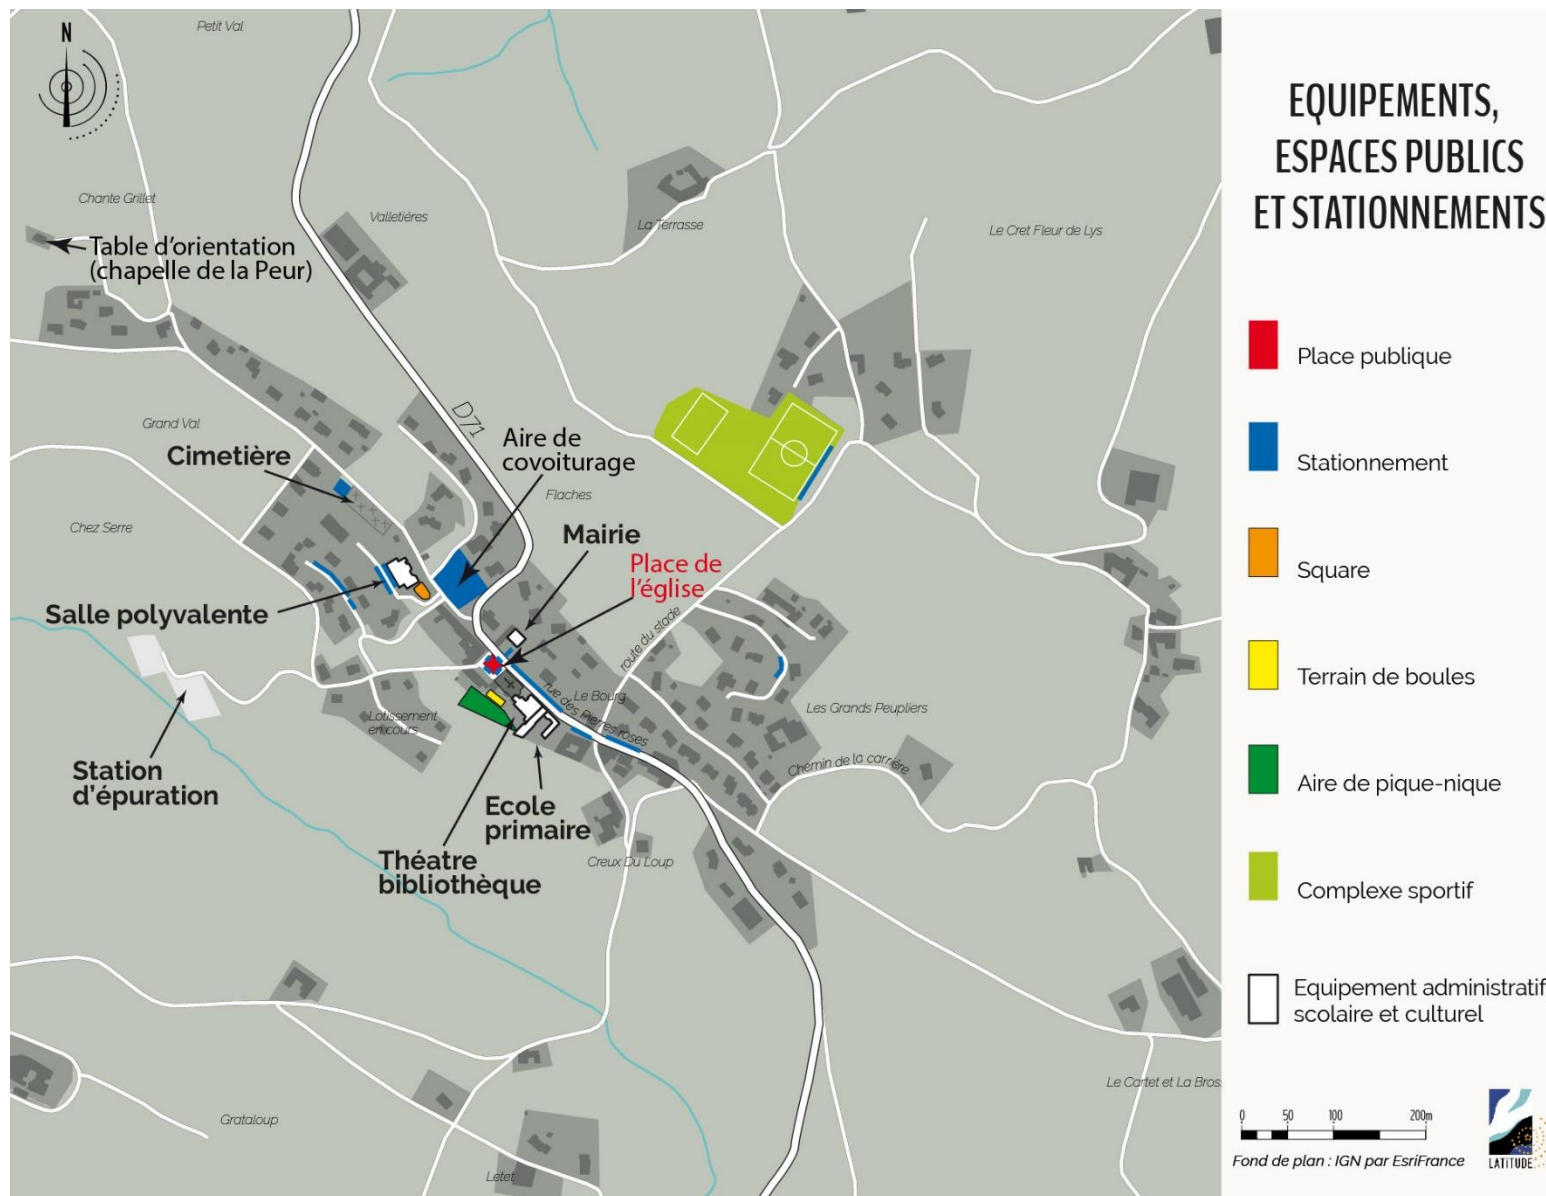 N
Petit Val
Chante Grillet
Valletières
La Terrasse
Le Cret Fleur de Lys
Table d'orientation
(chapelle de la Peur)
D71
Grand Val
Cimetière
Aire de
covoiturage
Flaches
Chez Serre
Mairie
Place de
l'église
Salle polyvalente
route du stade
Le Bourg
rue des Pierres roses
Lotissement
en cours
Les Grands Peupliers
Station
d'épuration
Chemin de la carrière
Ecole
primaire
Théatre
bibliothèque
Creux Du Loup
Le Cartet et La Bros
Grataloup
Letet
EQUIPEMENTS,
ESPACES PUBLICS
ET STATIONNEMENTS
Place publique
Stationnement
Square
Terrain de boules
Aire de pique-nique
Complexe sportif
Equipement administratif
scolaire et culturel
0 50 100 200m
Fond de plan : IGN par EsriFrance
LATITUDE